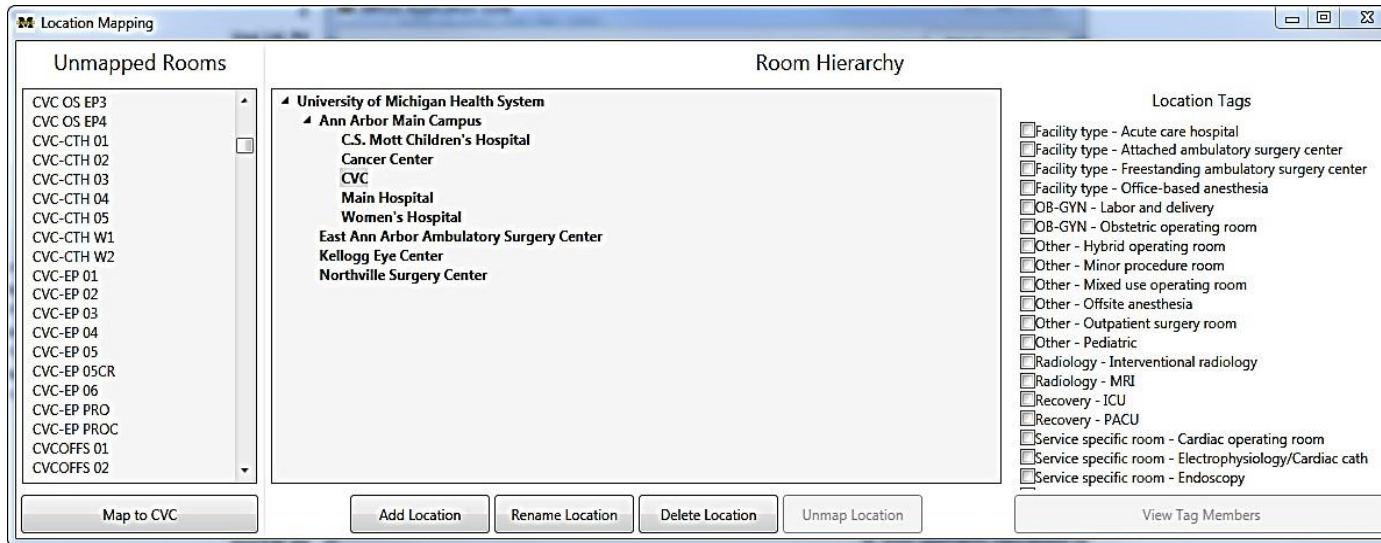 Location Mapping
Unmapped Rooms
CVC OS EP3
CVC OS EP4
CVC-CTH 01
CVC-CTH 02
CVC-CTH 03
CVC-CTH 04
CVC-CTH 05
CVC-CTH W1
CVC-CTH W2
CVC-EP 01
CVC-EP 02
CVC-EP 03
CVC-EP 04
CVC-EP 05
CVC-EP 05CR
CVC-EP 06
CVC-EP PRO
CVC-EP PROC
CVCOFFS 01
CVCOFFS 02
Map to CVC
Room Hierarchy
University of Michigan Health System
Ann Arbor Main Campus
C.S. Mott Children's Hospital
Cancer Center
CVC
Main Hospital
Women's Hospital
East Ann Arbor Ambulatory Surgery Center
Kellogg Eye Center
Northville Surgery Center
Add Location
Rename Location
Delete Location
Unmap Location
Location Tags
Facility type - Acute care hospital
Facility type - Attached ambulatory surgery center
Facility type - Freestanding ambulatory surgery center
Facility type - Office-based anesthesia
OB-GYN - Labor and delivery
OB-GYN - Obstetric operating room
Other - Hybrid operating room
Other - Minor procedure room
Other - Mixed use operating room
Other - Offsite anesthesia
Other - Outpatient surgery room
Other - Pediatric
Radiology - Interventional radiology
Radiology - MRI
Recovery - ICU
Recovery - PACU
Service specific room - Cardiac operating room
Service specific room - Electrophysiology/Cardiac cath
Service specific room - Endoscopy
View Tag Members